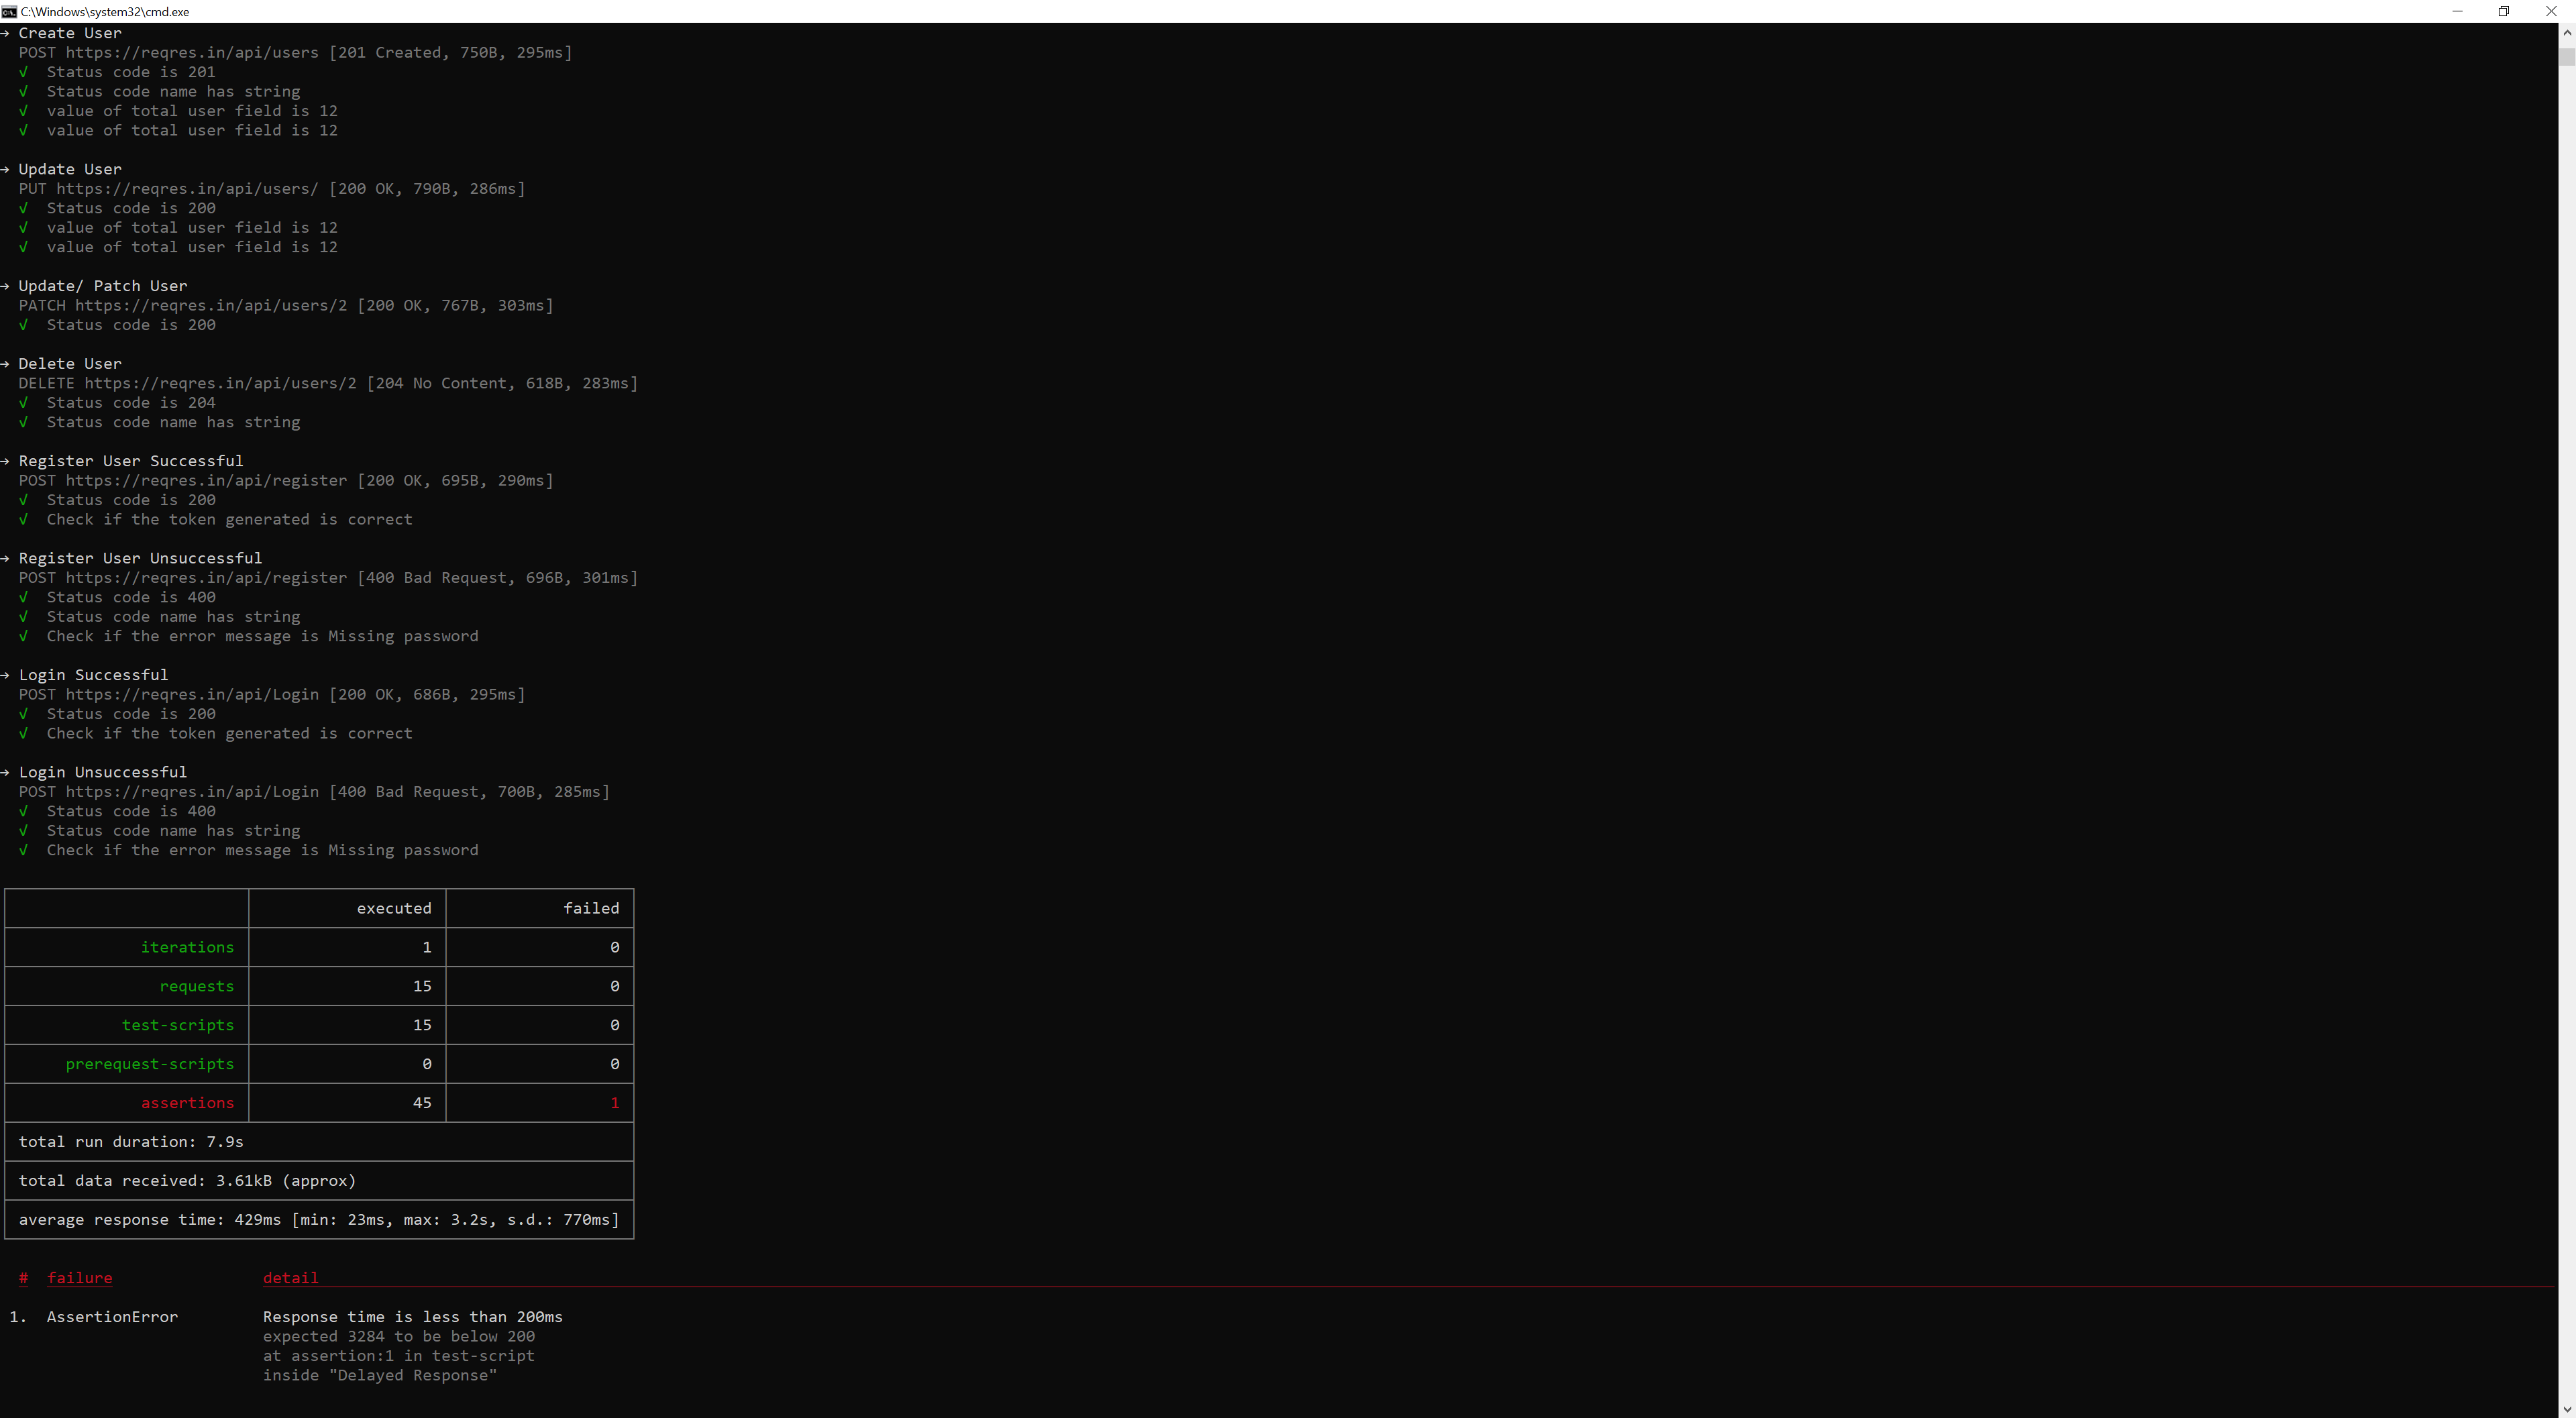 C:\Windows\system32\cmd.exe
→ Create User
POST https://reqres.in/api/users [201 Created, 750B, 295ms]
√ Status code is 201
√ Status code name has string
√ value of total user field is 12
√ value of total user field is 12
→ Update User
PUT https://reqres.in/api/users/ [200 OK, 790B, 286ms]
√ Status code is 200
√ value of total user field is 12
√ value of total user field is 12
→ Update/ Patch User
PATCH https://reqres.in/api/users/2 [200 OK, 767B, 303ms]
√ Status code is 200
→ Delete User
DELETE https://reqres.in/api/users/2 [204 No Content, 618B, 283ms]
√ Status code is 204
√ Status code name has string
→ Register User Successful
POST https://reqres.in/api/register [200 OK, 695B, 290ms]
√ Status code is 200
√ Check if the token generated is correct
→ Register User Unsuccessful
POST https://reqres.in/api/register [400 Bad Request, 696B, 301ms]
√ Status code is 400
√ Status code name has string
√ Check if the error message is Missing password
→ Login Successful
POST https://reqres.in/api/Login [200 OK, 686B, 295ms]
√ Status code is 200
√ Check if the token generated is correct
→ Login Unsuccessful
POST https://reqres.in/api/Login [400 Bad Request, 700B, 285ms]
√ Status code is 400
√ Status code name has string
√ Check if the error message is Missing password
executed failed
iterations 1 0
requests 15 0
test-scripts 15 0
prerequest-scripts 0 0
assertions 45 1
total run duration: 7.9s
total data received: 3.61kB (approx)
average response time: 429ms [min: 23ms, max: 3.2s, s.d.: 770ms]
# failure detail
1. AssertionError Response time is less than 200ms
expected 3284 to be below 200
at assertion:1 in test-script
inside "Delayed Response"